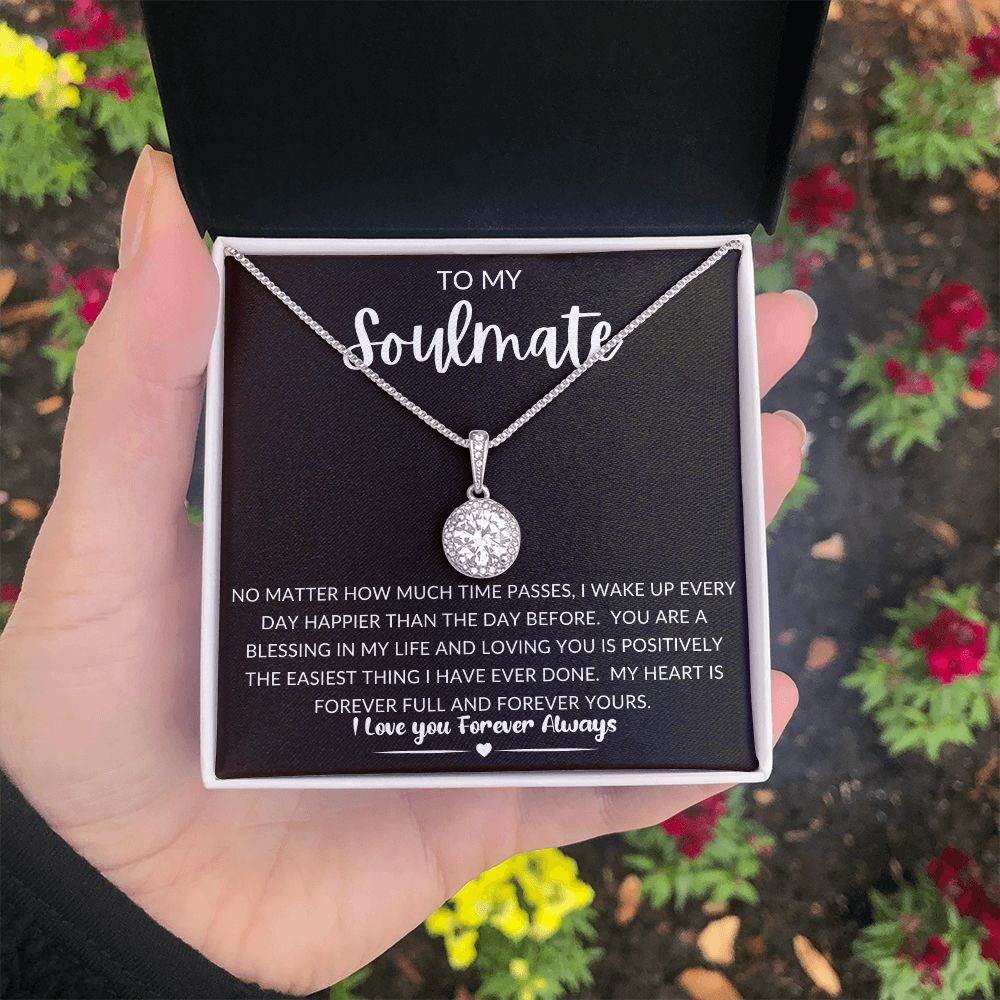 TO MY
Soulmate
NO MATTER HOW MUCH TIME PASSES, I WAKE UP EVERY
DAY HAPPIER THAN THE DAY BEFORE. YOU ARE A
BLESSING IN MY LIFE AND LOVING YOU IS POSITIVELY
THE EASIEST THING I HAVE EVER DONE. MY HEART IS
FOREVER FULL AND FOREVER YOURS.
I Love you Forever Always